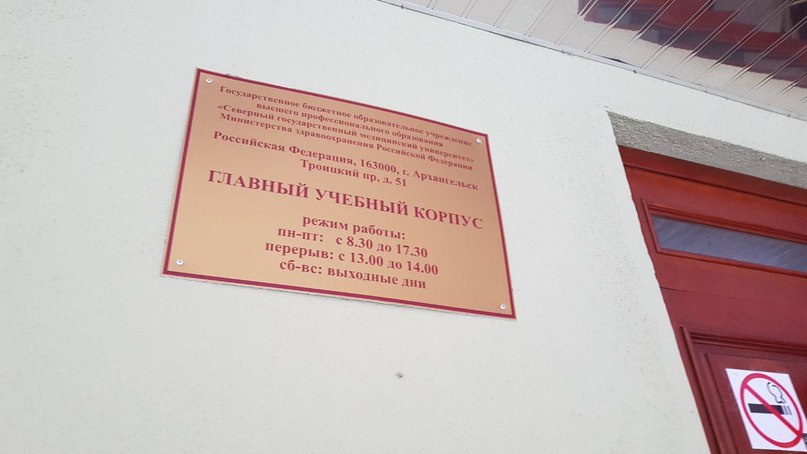 Государственное бюджетное образовательное учреждение
высшего профессионального образования
«Северный государственный медицинский университет»
Министерства здравоохранения Российской Федерации
Российская Федерация, 163000, г. Архангельск
Троицкий пр, д. 51
ГЛАВНЫЙ УЧЕБНЫЙ КОРПУС
режим работы:
пн-пт: с 8.30 до 17.30
перерыв: с 13.00 до 14.00
сб-вс: выходные дни